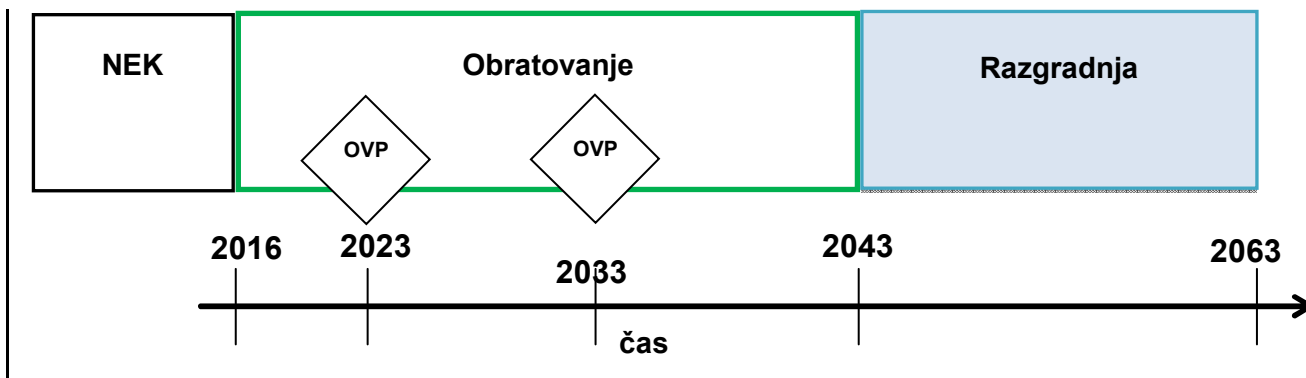 NEK
Obratovanje
Razgradnja
OVP
OVP
2016
2023
2033
2043
2063
čas